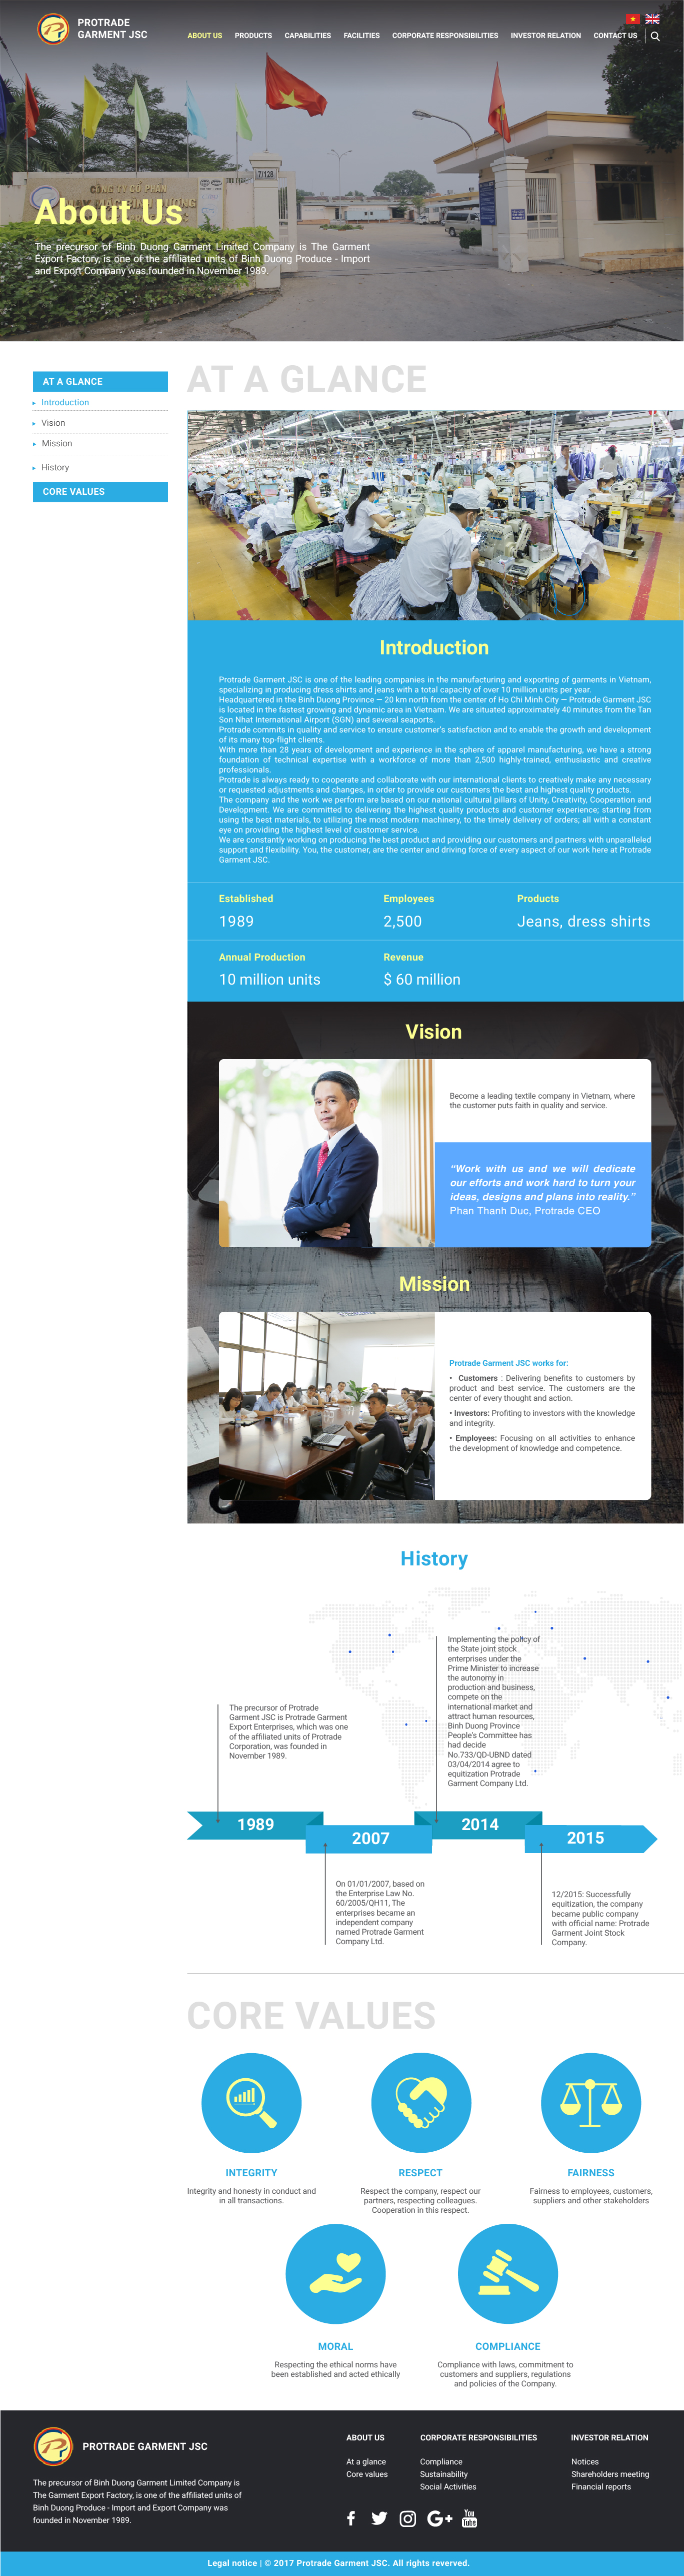 PROTRADE
GARMENT JSC
ABOUT US PRODUCTS CAPABILITIES FACILITIES CORPORATE RESPONSIBILITIES INVESTOR RELATION CONTACT US
7/128
CÔNG TY CỔ PHẦN
About Us
The precursor of Binh Duong Garment Limited Company is The Garment
Export Factory, is one of the affiliated units of Binh Duong Produce - Import
and Export Company was founded in November 1989.
AT A GLANCE
Introduction
Vision
Mission
History
CORE VALUES
AT A GLANCE
Introduction
Protrade Garment JSC is one of the leading companies in the manufacturing and exporting of garments in Vietnam,
specializing in producing dress shirts and jeans with a total capacity of over 10 million units per year.
Headquartered in the Binh Duong Province — 20 km north from the center of Ho Chi Minh City — Protrade Garment JSC
is located in the fastest growing and dynamic area in Vietnam. We are situated approximately 40 minutes from the Tan
Son Nhat International Airport (SGN) and several seaports.
Protrade commits in quality and service to ensure customer's satisfaction and to enable the growth and development
of its many top-flight clients.
With more than 28 years of development and experience in the sphere of apparel manufacturing, we have a strong
foundation of technical expertise with a workforce of more than 2,500 highly-trained, enthusiastic and creative
professionals.
Protrade is always ready to cooperate and collaborate with our international clients to creatively make any necessary
or requested adjustments and changes, in order to provide our customers the best and highest quality products.
The company and the work we perform are based on our national cultural pillars of Unity, Creativity, Cooperation and
Development. We are committed to delivering the highest quality products and customer experience; starting from
using the best materials, to utilizing the most modern machinery, to the timely delivery of orders; all with a constant
eye on providing the highest level of customer service.
We are constantly working on producing the best product and providing our customers and partners with unparalleled
support and flexibility. You, the customer, are the center and driving force of every aspect of our work here at Protrade
Garment JSC.
Established Employees Products
1989 2,500 Jeans, dress shirts
Annual Production Revenue
10 million units $ 60 million
Vision
Become a leading textile company in Vietnam, where
the customer puts faith in quality and service.
“Work with us and we will dedicate
our efforts and work hard to turn your
ideas, designs and plans into reality.”
Phan Thanh Duc, Protrade CEO
Mission
Protrade Garment JSC works for:
• Customers : Delivering benefits to customers by
product and best service. The customers are the
center of every thought and action.
• Investors: Profiting to investors with the knowledge
and integrity.
• Employees: Focusing on all activities to enhance
the development of knowledge and competence.
History
The precursor of Protrade
Garment JSC is Protrade Garment
Export Enterprises, which was one
of the affiliated units of Protrade
Corporation, was founded in
November 1989.
Implementing the policy of
the State joint stock
enterprises under the
Prime Minister to increase
the autonomy in
production and business,
compete on the
international market and
attract human resources,
Binh Duong Province
People's Committee has
had decide
No.733/QD-UBND dated
03/04/2014 agree to
equitization Protrade
Garment Company Ltd.
1989
2007
2014
2015
On 01/01/2007, based on
the Enterprise Law No.
60/2005/QH11, The
enterprises became an
independent company
named Protrade Garment
Company Ltd.
12/2015: Successfully
equitization, the company
became public company
with official name: Protrade
Garment Joint Stock
Company.
CORE VALUES
INTEGRITY
Integrity and honesty in conduct and
in all transactions.
RESPECT
Respect the company, respect our
partners, respecting colleagues.
Cooperation in this respect.
FAIRNESS
Fairness to employees, customers,
suppliers and other stakeholders
MORAL
Respecting the ethical norms have
been established and acted ethically
COMPLIANCE
Compliance with laws, commitment to
customers and suppliers, regulations
and policies of the Company.
PROTRADE GARMENT JSC
The precursor of Binh Duong Garment Limited Company is
The Garment Export Factory, is one of the affiliated units of
Binh Duong Produce - Import and Export Company was
founded in November 1989.
ABOUT US
At a glance
Core values
CORPORATE RESPONSIBILITIES
Compliance
Sustainability
Social Activities
INVESTOR RELATION
Notices
Shareholders meeting
Financial reports
You
Tube
Legal notice | © 2017 Protrade Garment JSC. All rights reverved.